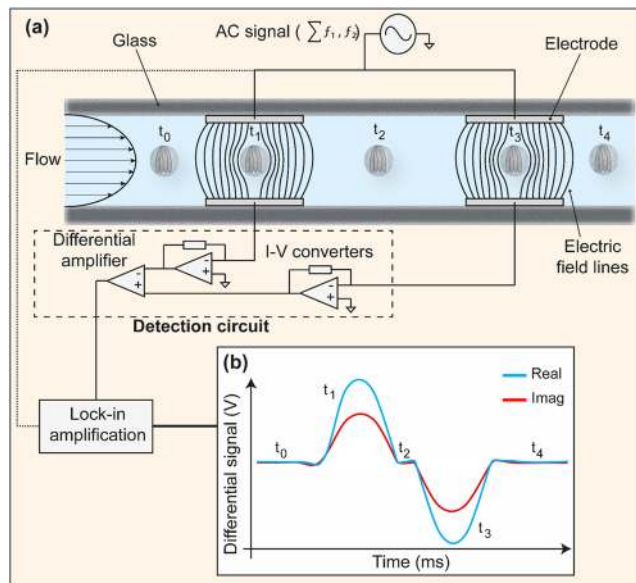 (a)
AC signal ( ∑ f₁, f₂)
Glass
Electrode
t₀
t₁
t₂
t₃
t₄
Flow
Differential
amplifier
I-V converters
Electric
field lines
Detection circuit
Lock-in
amplification
(b)
Real
Imag
Differential signal (V)
t₀
t₁
t₂
t₃
t₄
Time (ms)